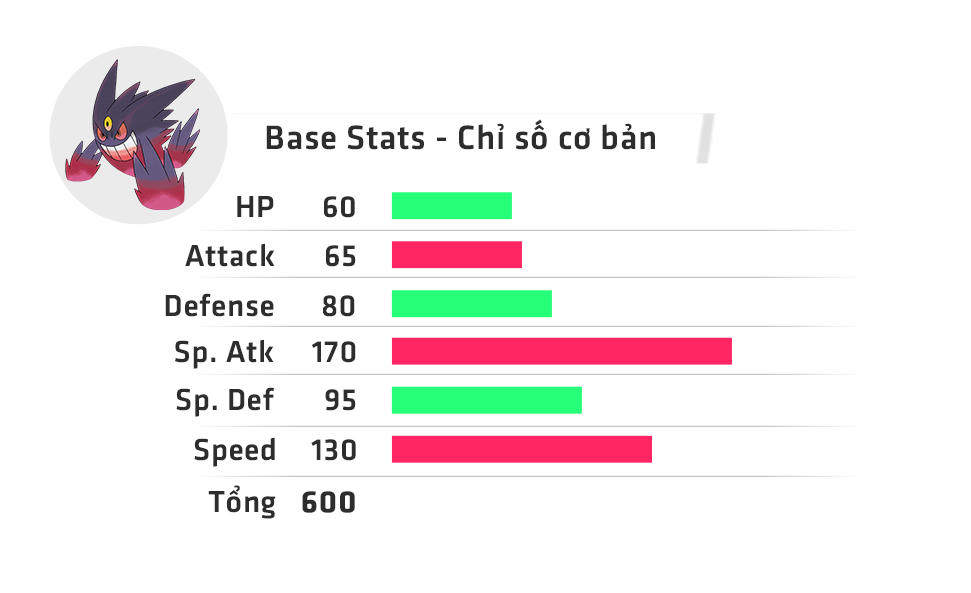 Base Stats - Chỉ số cơ bản
HP 60
Attack 65
Defense 80
Sp. Atk 170
Sp. Def 95
Speed 130
Tổng 600